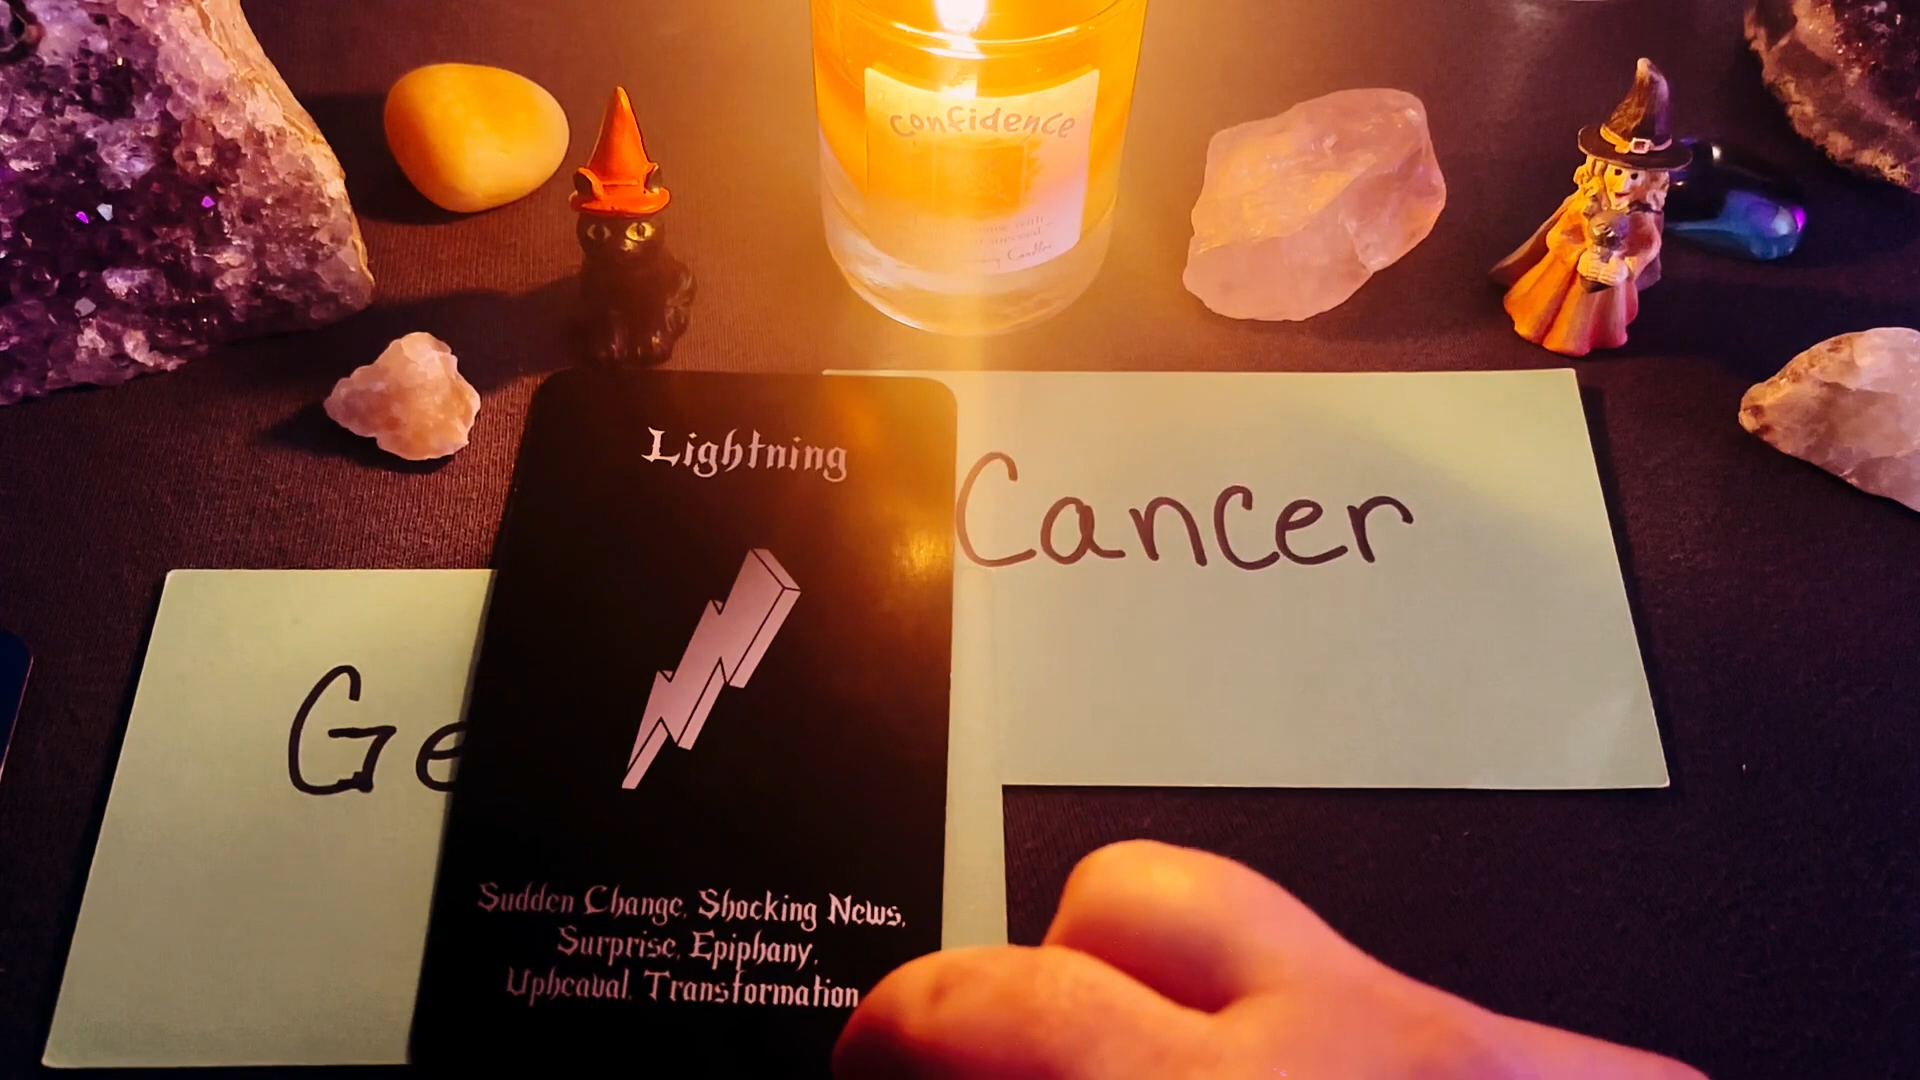 Confidence
Lightning
Cancer
Ge
Sudden Change, Shocking News,
Surprise, Epiphany,
Upheaval, Transformation